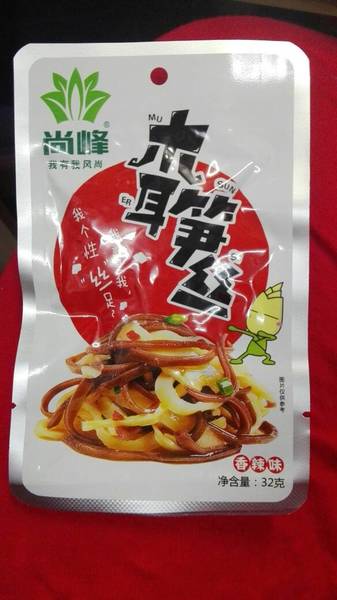 尚峰
®
我有我风尚
MU
木耳
ER
SUN
笋丝
我个性
"丝"足?
图片仅供参考
香辣味
净含量：32克